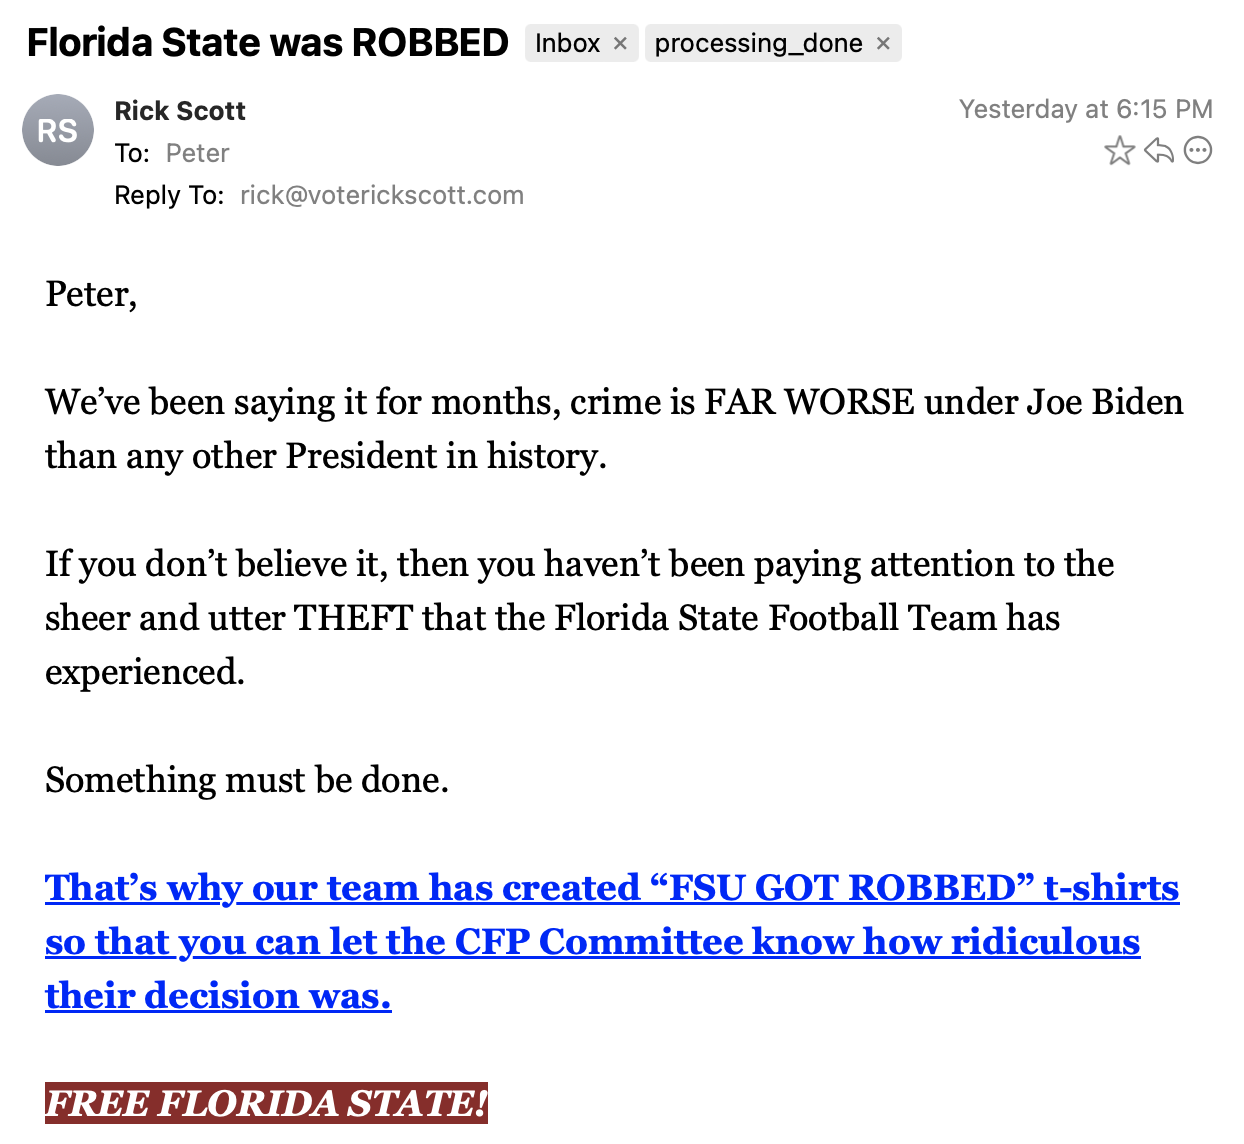 Florida State was ROBBED Inbox × processing_done ×
RS
Rick Scott
Yesterday at 6:15 PM
To: Peter
Reply To: rick@voterickscott.com
Peter,
We’ve been saying it for months, crime is FAR WORSE under Joe Biden
than any other President in history.
If you don’t believe it, then you haven’t been paying attention to the
sheer and utter THEFT that the Florida State Football Team has
experienced.
Something must be done.
That’s why our team has created “FSU GOT ROBBED” t-shirts
so that you can let the CFP Committee know how ridiculous
their decision was.
FREE FLORIDA STATE!